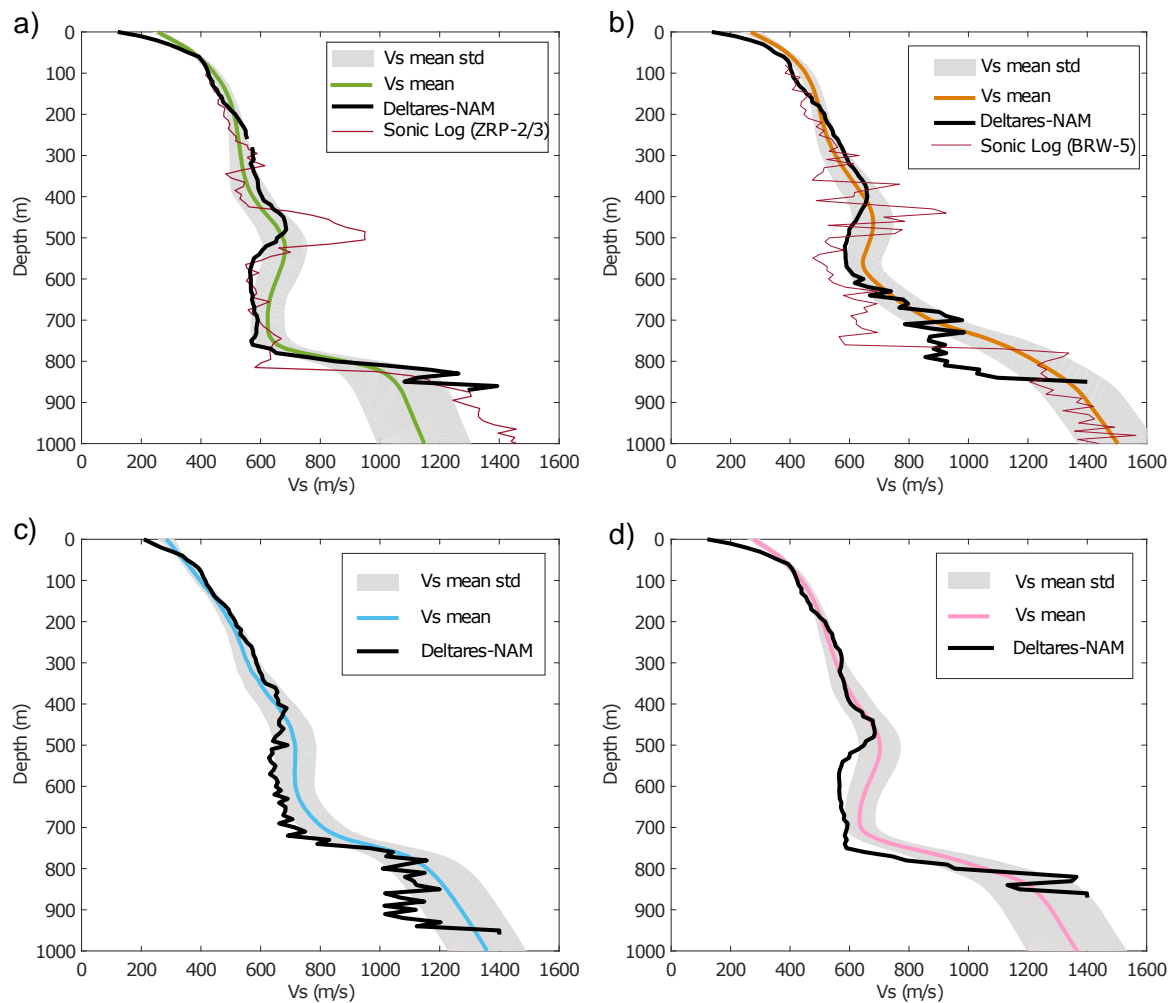 a)
0
100
200
300
400
500
600
700
800
900
1000
Depth (m)
0 200 400 600 800 1000 1200 1400 1600
Vs (m/s)
Vs mean std
Vs mean
Deltares-NAM
Sonic Log (ZRP-2/3)
b)
0
100
200
300
400
500
600
700
800
900
1000
Depth (m)
0 200 400 600 800 1000 1200 1400 1600
Vs (m/s)
Vs mean std
Vs mean
Deltares-NAM
Sonic Log (BRW-5)
c)
0
100
200
300
400
500
600
700
800
900
1000
Depth (m)
0 200 400 600 800 1000 1200 1400 1600
Vs (m/s)
Vs mean std
Vs mean
Deltares-NAM
d)
0
100
200
300
400
500
600
700
800
900
1000
Depth (m)
0 200 400 600 800 1000 1200 1400 1600
Vs (m/s)
Vs mean std
Vs mean
Deltares-NAM